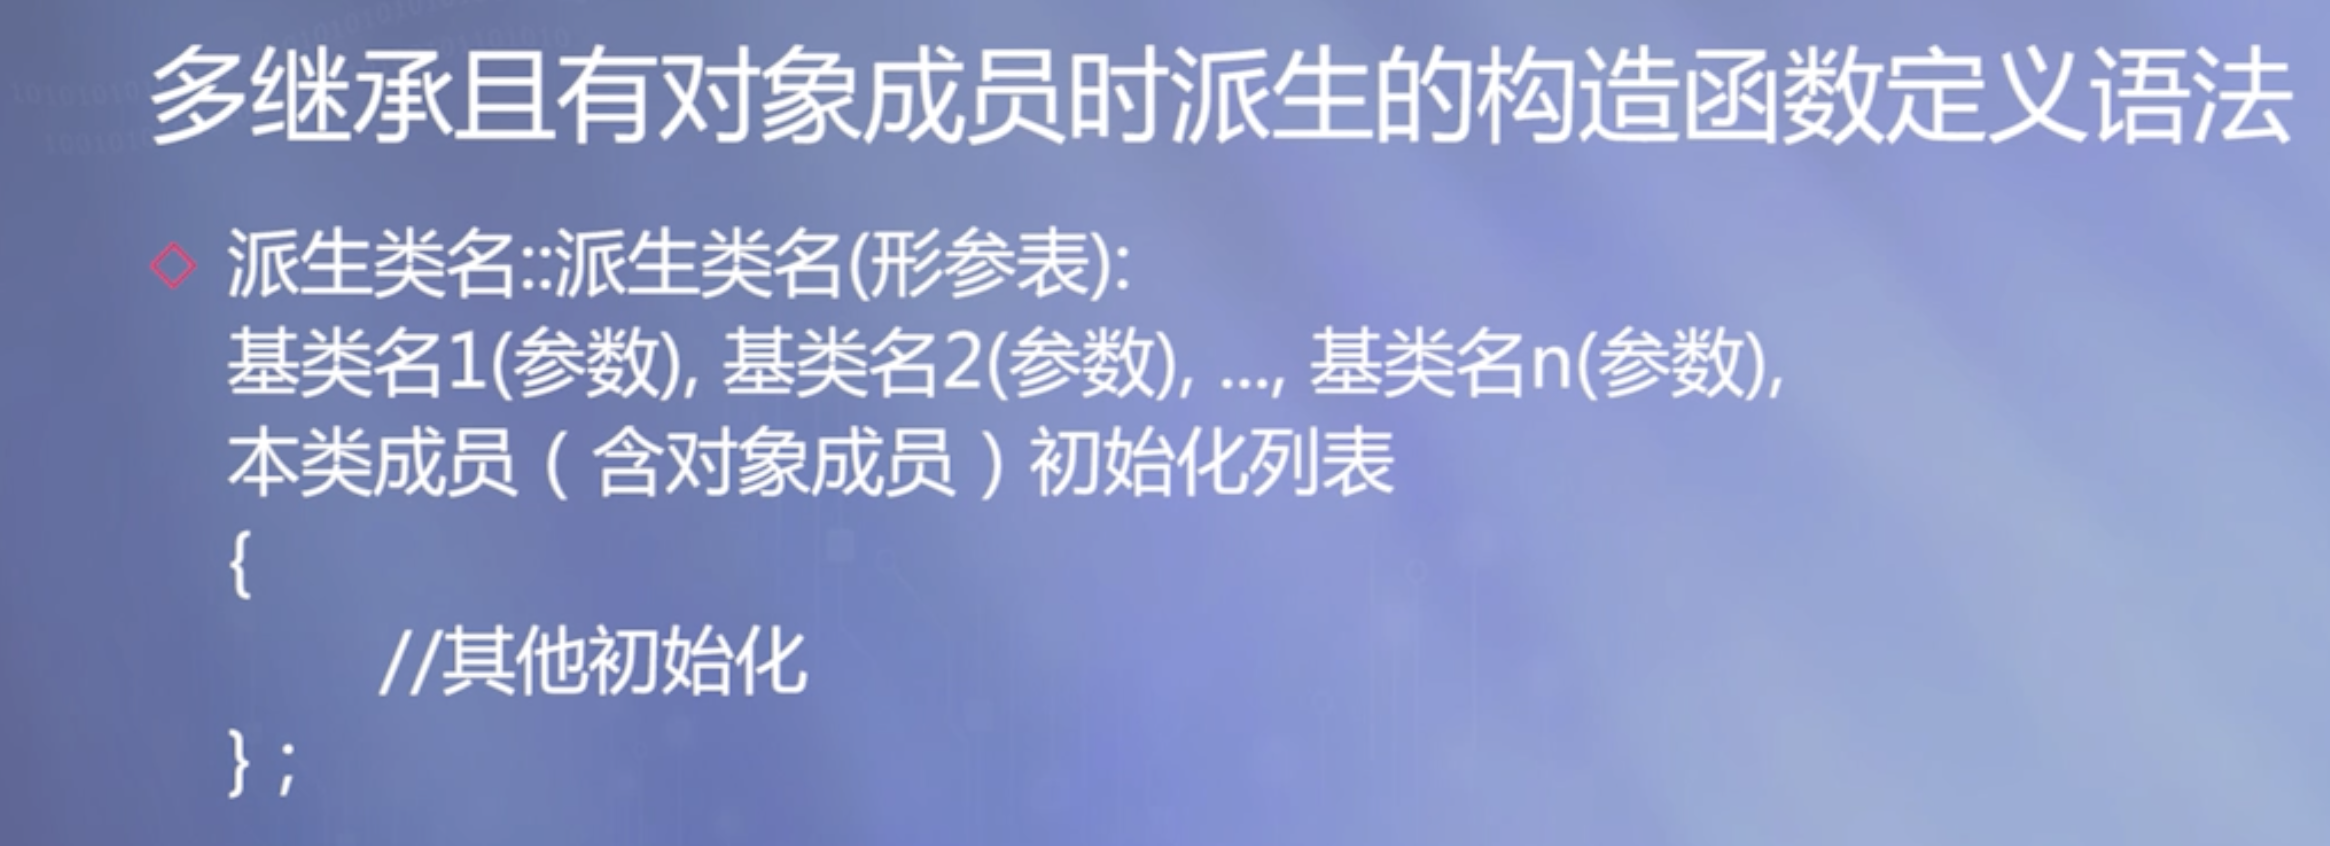 多继承且有对象成员时派生的构造函数定义语法
派生类名::派生类名(形参表):
基类名1(参数), 基类名2(参数), ..., 基类名n(参数),
本类成员（含对象成员）初始化列表
{
//其他初始化
} ;